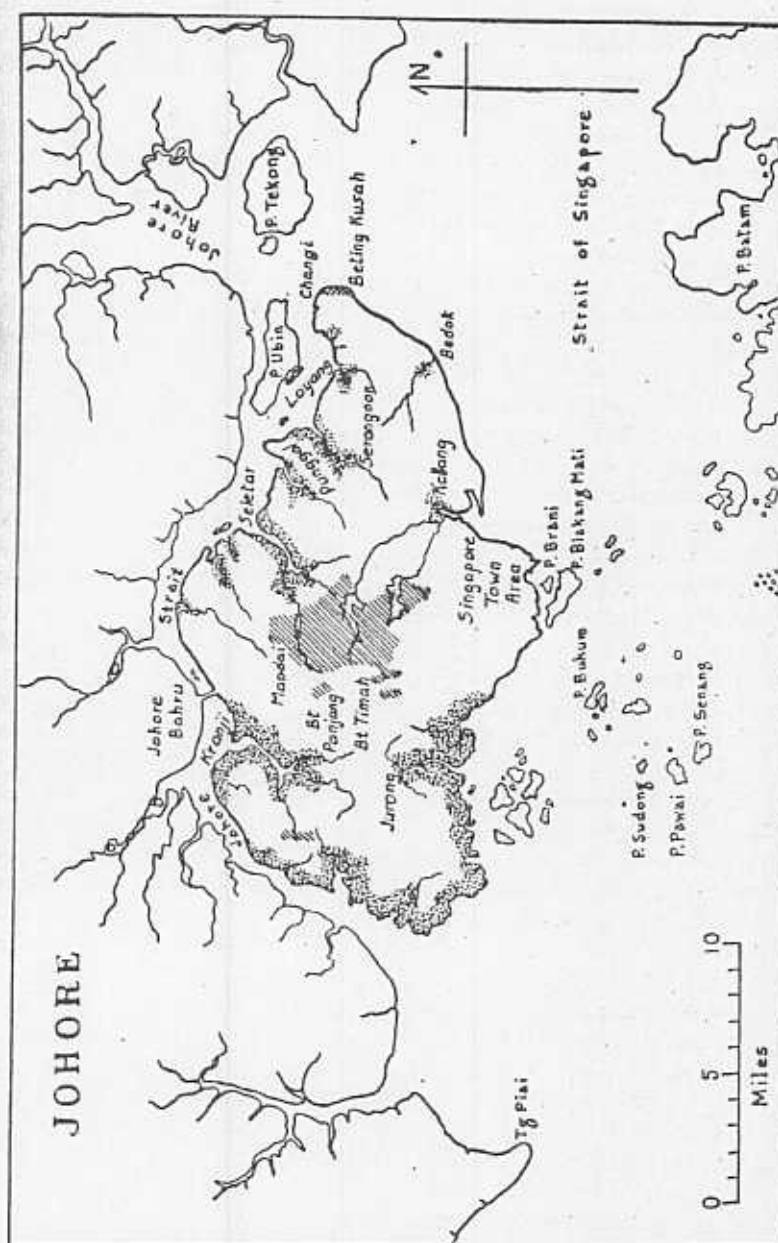 JOHORE
Johore
River
1N.
P. Tekong
Changi
Beting Kusah
P. Ubin
Loyang
Punggol
Serangoon
Bedok
Seletar
Strait
Johore
Bahru
Kranji
Johore
Mandai
Bt
Panjang
Bt Timah
Jurong
Kallang
Singapore
Town
Area
P. Brani
P. Blakang Mati
Strait of Singapore
P. Batam
P. Bukum
P. Sudong
P. Pawai
P. Senang
Tg Piai
0 5 10
Miles